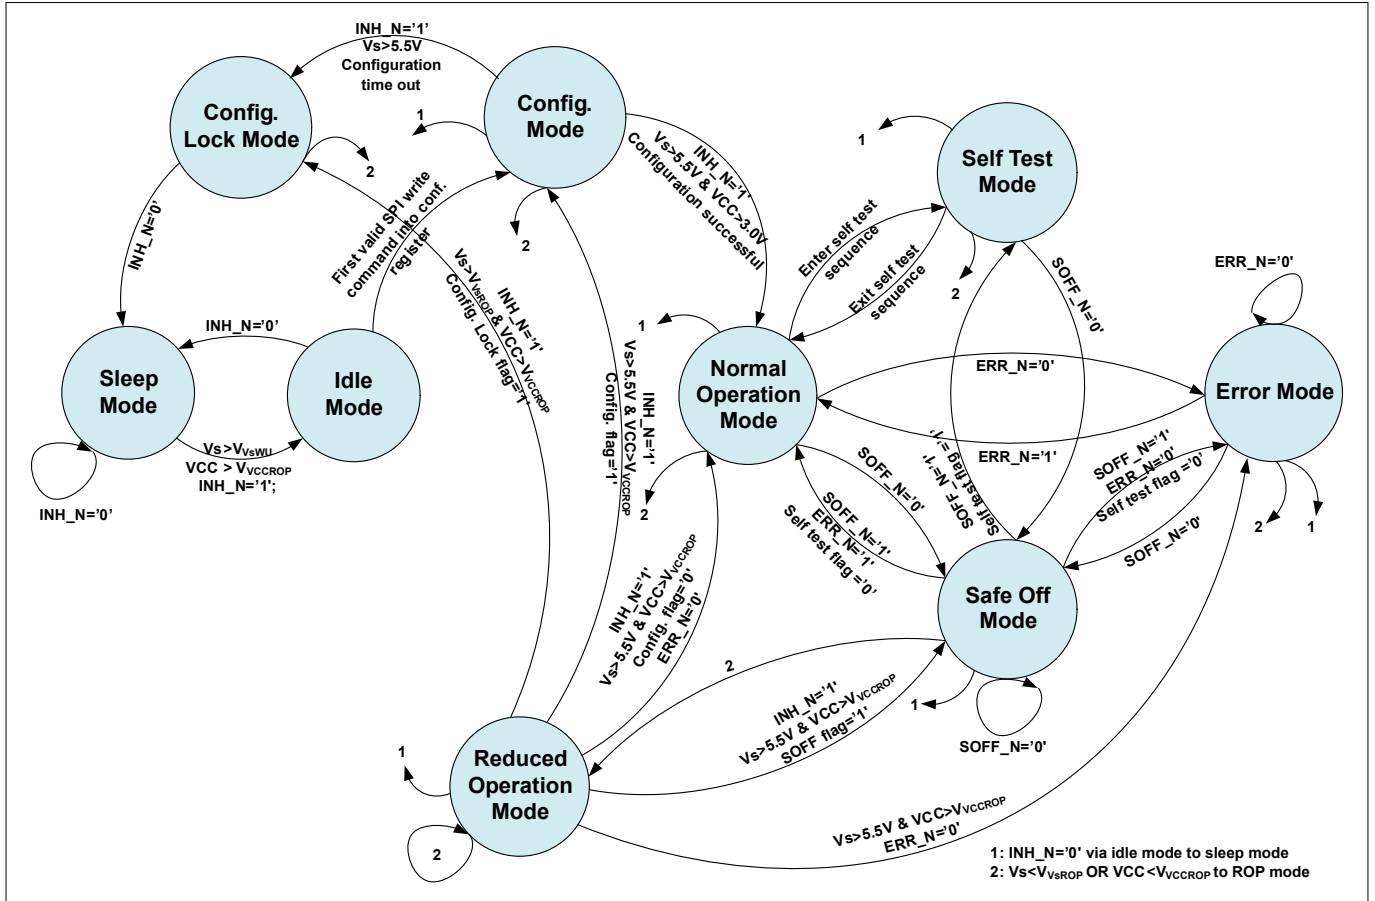 INH_N='1'
Vs>5.5V
Configuration
time out
Config.
Lock Mode
2
INH_N='0'
Config.
Mode
1
2
First valid SPI write
command into conf.
register
INH_N='1'
Vs>5.5V & VCC>3.0V
Configuration successful
Self Test
Mode
1
2
Enter self test
sequence
Exit self test
sequence
SOFF_N='0'
ERR_N='0'
INH_N='0'
Sleep
Mode
Idle
Mode
Vs>VVsWU
VCC > VVCCROP
INH_N='1';
INH_N='0'
INH_N='1'
Vs>VVsROP & VCC>VVCCROP
Config. Lock flag='1'
INH_N='1'
Vs>5.5V & VCC>VVCCROP
Config. flag='1'
1
Normal
Operation
Mode
2
ERR_N='0'
ERR_N='1'
Error Mode
2
1
SOFF_N='0'
SOFF_N='1'
ERR_N='1'
Self test flag ='0'
SOFF_N='1'
Self test flag ='1'
SOFF_N='1'
ERR_N='0'
Self test flag ='0'
SOFF_N='0'
Safe Off
Mode
1
SOFF_N='0'
INH_N='1'
Vs>5.5V & VCC>VVCCROP
Config. flag='0'
ERR_N='0'
2
INH_N='1'
Vs>5.5V & VCC>VVCCROP
SOFF flag='1'
1
Reduced
Operation
Mode
2
Vs>5.5V & VCC>VVCCROP
ERR_N='0'
1: INH_N='0' via idle mode to sleep mode
2: Vs<VVsROP OR VCC<VVCCROP to ROP mode